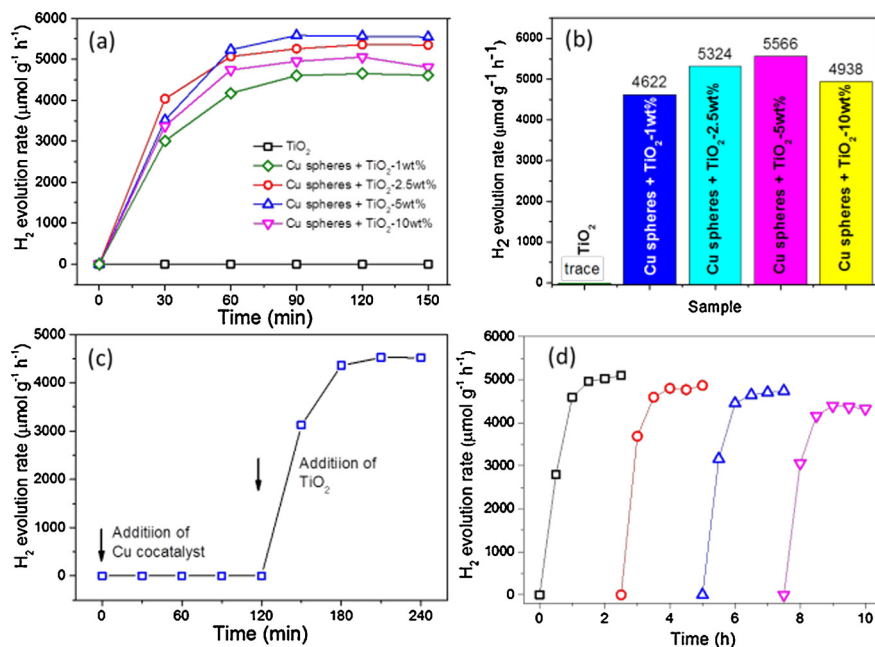 (a)
H2 evolution rate (μmol g⁻¹ h⁻¹)
6000
5000
4000
3000
2000
1000
0
TiO2
Cu spheres + TiO2-1wt%
Cu spheres + TiO2-2.5wt%
Cu spheres + TiO2-5wt%
Cu spheres + TiO2-10wt%
0 30 60 90 120 150
Time (min)
(b)
H2 evolution rate (μmol g⁻¹ h⁻¹)
7000
6000
5000
4000
3000
2000
1000
0
4622
5324
5566
4938
TiO2
trace
Cu spheres + TiO2-1wt%
Cu spheres + TiO2-2.5wt%
Cu spheres + TiO2-5wt%
Cu spheres + TiO2-10wt%
Sample
(c)
H2 evolution rate (μmol g⁻¹ h⁻¹)
5000
4000
3000
2000
1000
0
Additiion of
Cu cocatalyst
Additiion of
TiO2
0 60 120 180 240
Time (min)
(d)
H2 evolution rate (μmol g⁻¹ h⁻¹)
6000
5000
4000
3000
2000
1000
0
0 2 4 6 8 10
Time (h)